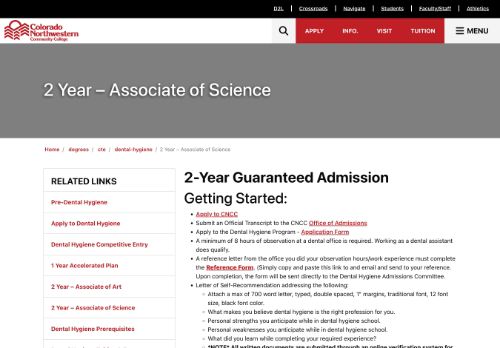 D2L | Crossroads | Navigate | Students | Faculty/Staff | Athletics
Colorado
Northwestern
Community College
APPLY INFO. VISIT TUITION MENU
2 Year – Associate of Science
Home / degrees / cte / dental-hygiene / 2 Year – Associate of Science
RELATED LINKS
Pre-Dental Hygiene
Apply to Dental Hygiene
Dental Hygiene Competitive Entry
1 Year Accelerated Plan
2 Year – Associate of Art
2 Year – Associate of Science
Dental Hygiene Prerequisites
2-Year Guaranteed Admission
Getting Started:
Apply to CNCC
Submit an Official Transcript to the CNCC Office of Admissions
Apply to the Dental Hygiene Program - Application Form
A minimum of 8 hours of observation at a dental office is required. Working as a dental assistant
does qualify.
A reference letter from the office you did your observation hours/work experience must complete
the Reference Form. (Simply copy and paste this link to and email and send to your reference.
Upon completion, the form will be sent directly to the Dental Hygiene Admissions Committee.
Letter of Self-Recommendation addressing the following:
Attach a max of 700 word letter, typed, double spaced, 1" margins, traditional font, 12 font
size, black font color.
What makes you believe dental hygiene is the right profession for you.
Personal strengths you anticipate while in dental hygiene school.
Personal weaknesses you anticipate while in dental hygiene school.
What did you learn while completing your required experience?
*NOTE* All written documents are submitted through an online verification system for